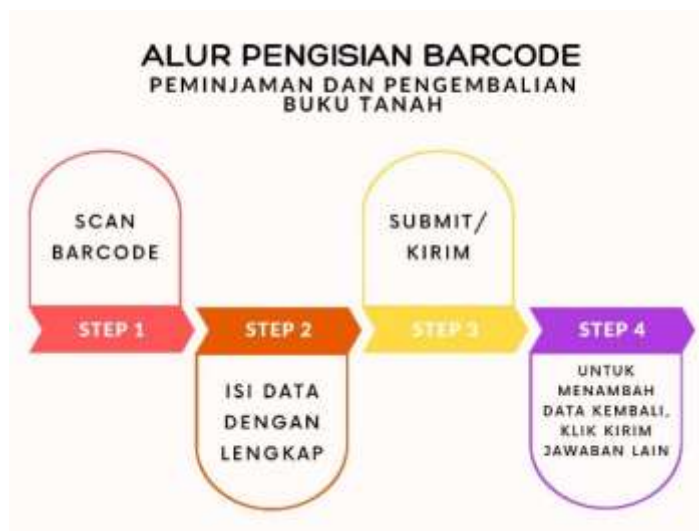 ALUR PENGISIAN BARCODE
PEMINJAMAN DAN PENGEMBALIAN
BUKU TANAH
SCAN
BARCODE
STEP 1
STEP 2
ISI DATA
DENGAN
LENGKAP
SUBMIT/
KIRIM
STEP 3
STEP 4
UNTUK
MENAMBAH
DATA KEMBALI,
KLIK KIRIM
JAWABAN LAIN